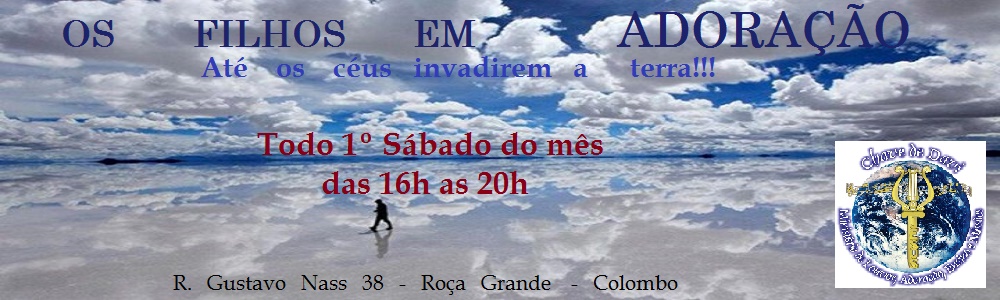 OS FILHOS EM ADORAÇÃO
Até os céus invadirem a terra!!!
Todo 1º Sábado do mês
das 16h as 20h
Chave de Davi
R. Gustavo Nass 38 - Roça Grande - Colombo